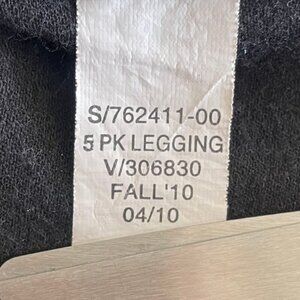 S/762411-00
5 PK LEGGING
V/306830
FALL'10
04/10